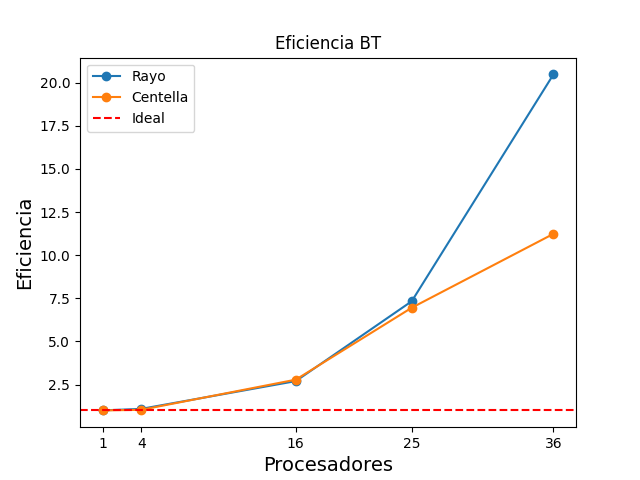 Eficiencia BT
Rayo
Centella
Ideal
Eficiencia
20.0
17.5
15.0
12.5
10.0
7.5
5.0
2.5
1 4 16 25 36
Procesadores